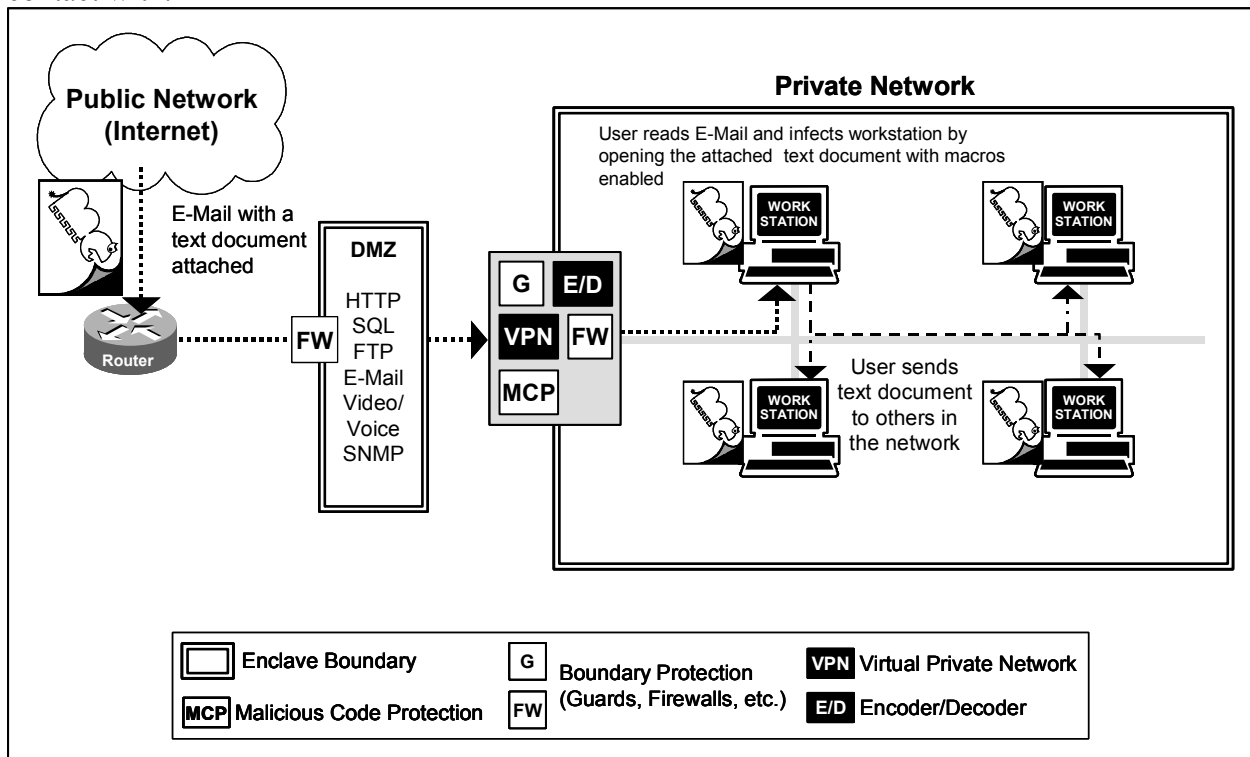 Public Network
(Internet)
E-Mail with a
text document
attached
Router
FW
DMZ
HTTP
SQL
FTP
E-Mail
Video/
Voice
SNMP
G
E/D
VPN
FW
MCP
Private Network
User reads E-Mail and infects workstation by
opening the attached text document with macros
enabled
WORK
STATION
WORK
STATION
User sends
text document
to others in
the network
WORK
STATION
WORK
STATION
Enclave Boundary
MCP Malicious Code Protection
G
FW
Boundary Protection
(Guards, Firewalls, etc.)
VPN Virtual Private Network
E/D Encoder/Decoder